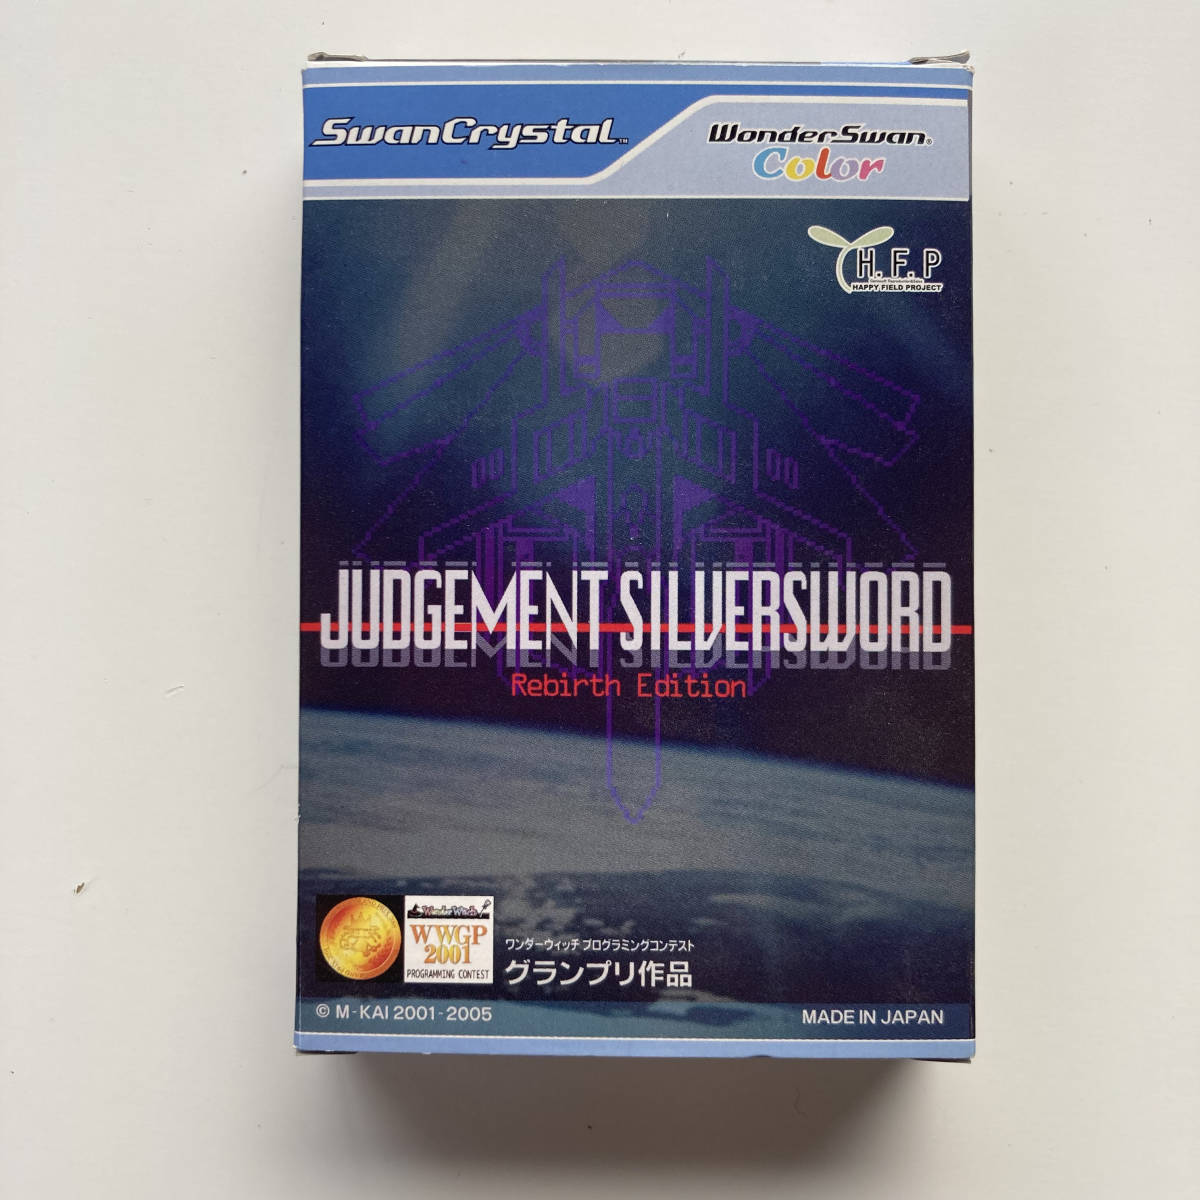 SwanCrystal™
WonderSwan®
Color
H.F.P
HAPPY FIELD PROJECT
JUDGEMENT SILVERSWORD
Rebirth Edition
WonderWitch
WWGP
2001
PROGRAMMING CONTEST
ワンダーウィッチ プログラミングコンテスト
グランプリ作品
© M-KAI 2001-2005
MADE IN JAPAN